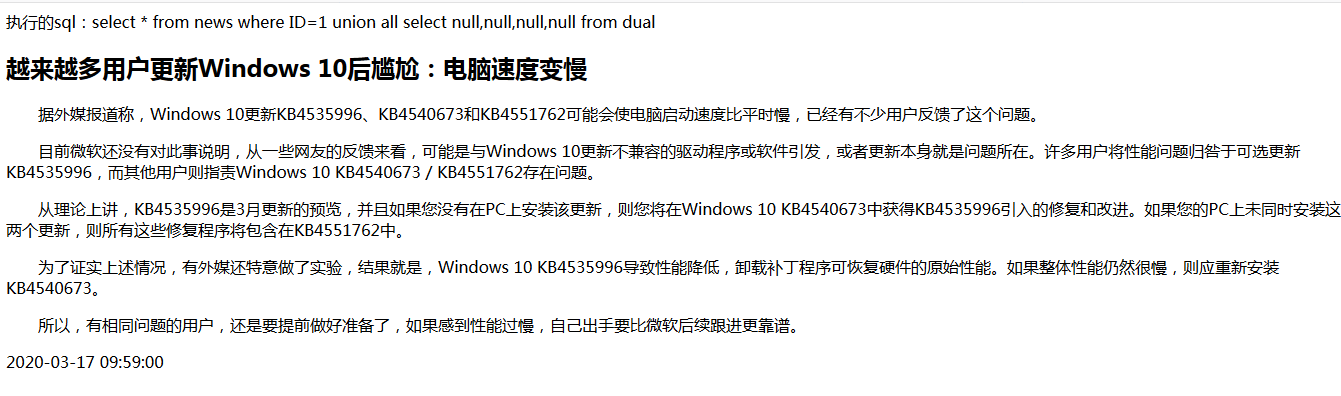 执行的sql：select * from news where ID=1 union all select null,null,null,null from dual
越来越多用户更新Windows 10后尴尬：电脑速度变慢
据外媒报道称，Windows 10更新KB4535996、KB4540673和KB4551762可能会使电脑启动速度比平时慢，已经有不少用户反馈了这个问题。
目前微软还没有对此事说明，从一些网友的反馈来看，可能是与Windows 10更新不兼容的驱动程序或软件引发，或者更新本身就是问题所在。许多用户将性能问题归咎于可选更新
KB4535996，而其他用户则指责Windows 10 KB4540673 / KB4551762存在问题。
从理论上讲，KB4535996是3月更新的预览，并且如果您没有在PC上安装该更新，则您将在Windows 10 KB4540673中获得KB4535996引入的修复和改进。如果您的PC上未同时安装这
两个更新，则所有这些修复程序将包含在KB4551762中。
为了证实上述情况，有外媒还特意做了实验，结果就是，Windows 10 KB4535996导致性能降低，卸载补丁程序可恢复硬件的原始性能。如果整体性能仍然很慢，则应重新安装
KB4540673。
所以，有相同问题的用户，还是要提前做好准备了，如果感到性能过慢，自己出手要比微软后续跟进更靠谱。
2020-03-17 09:59:00